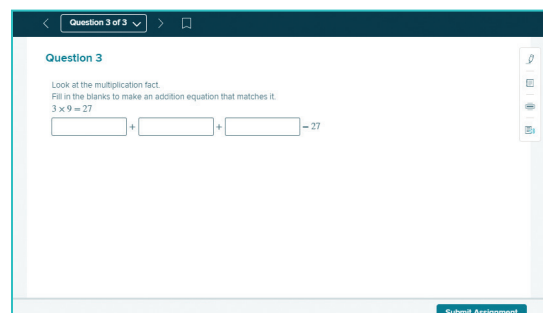 Question 3 of 3
Question 3
Look at the multiplication fact.
Fill in the blanks to make an addition equation that matches it.
3 × 9 = 27
+ + = 27
Submit Assignment